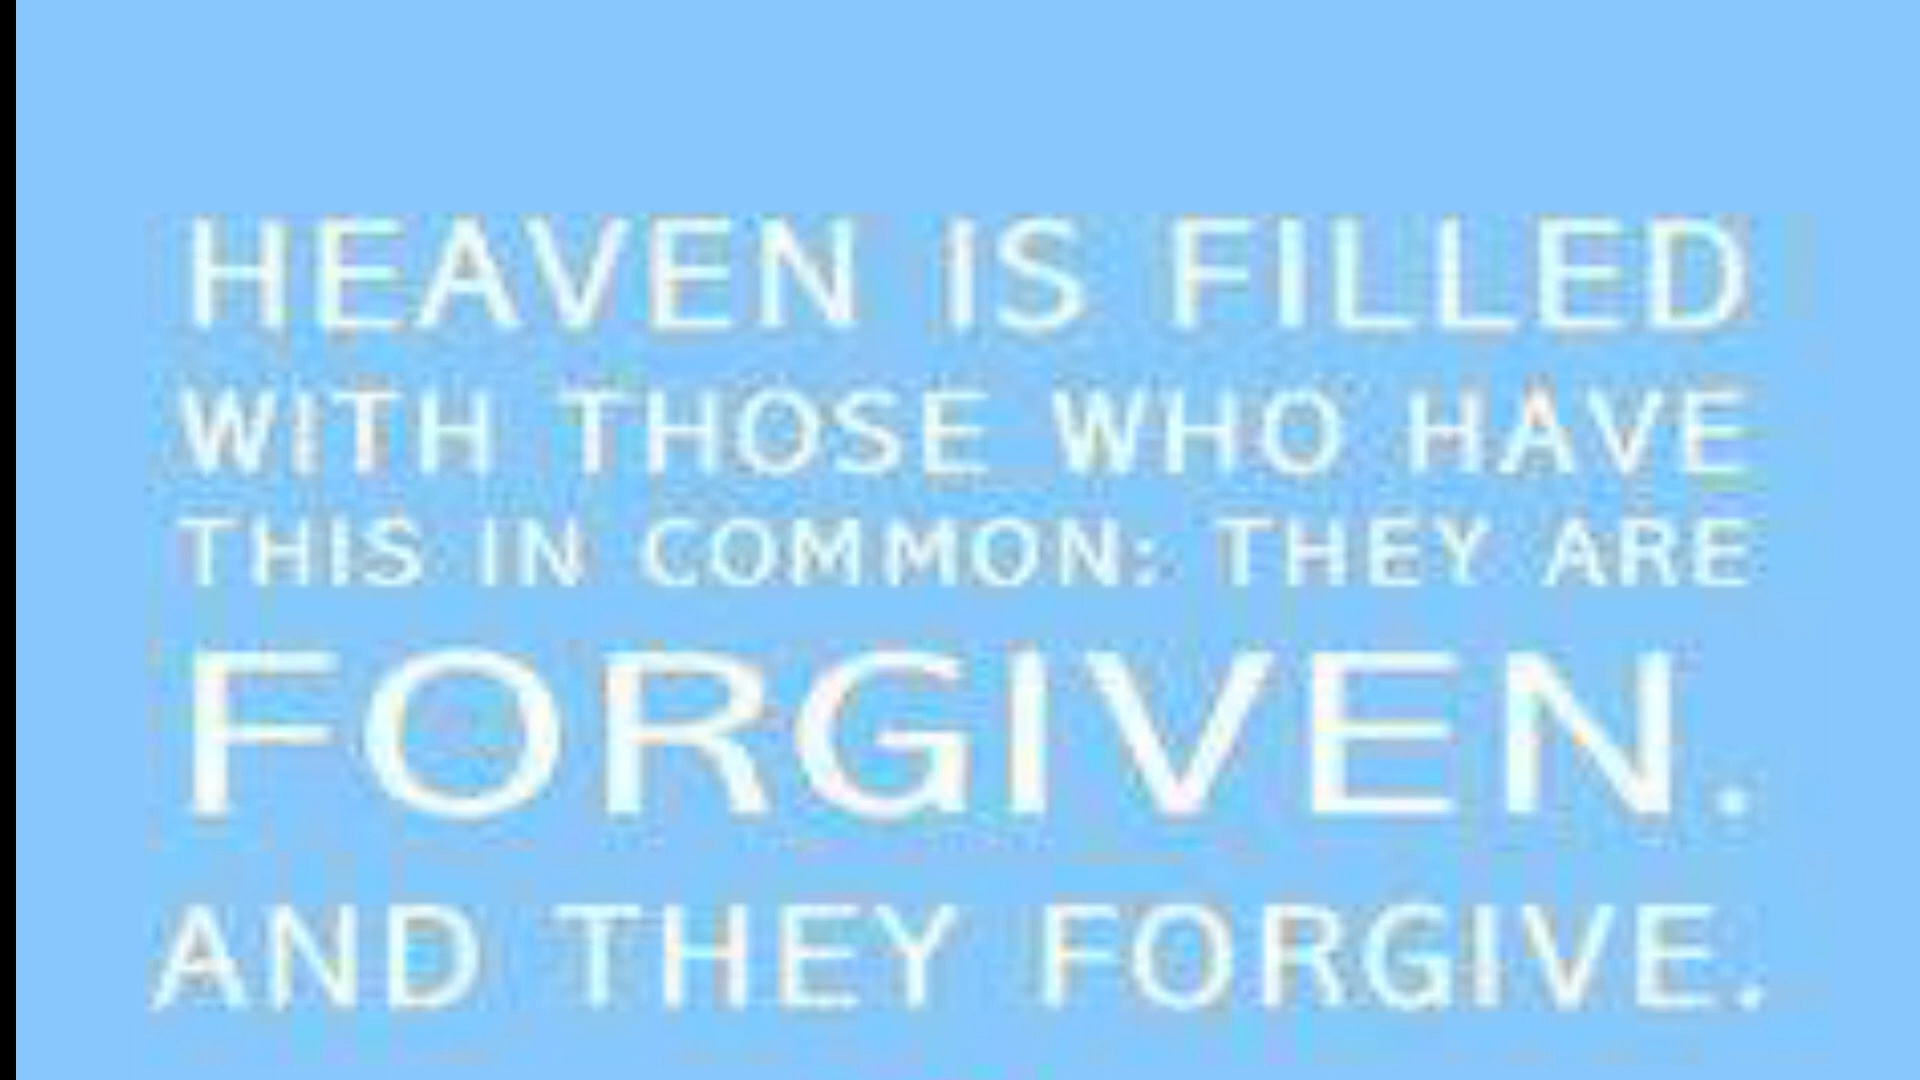 HEAVEN IS FILLED
WITH THOSE WHO HAVE
THIS IN COMMON: THEY ARE
FORGIVEN.
AND THEY FORGIVE.